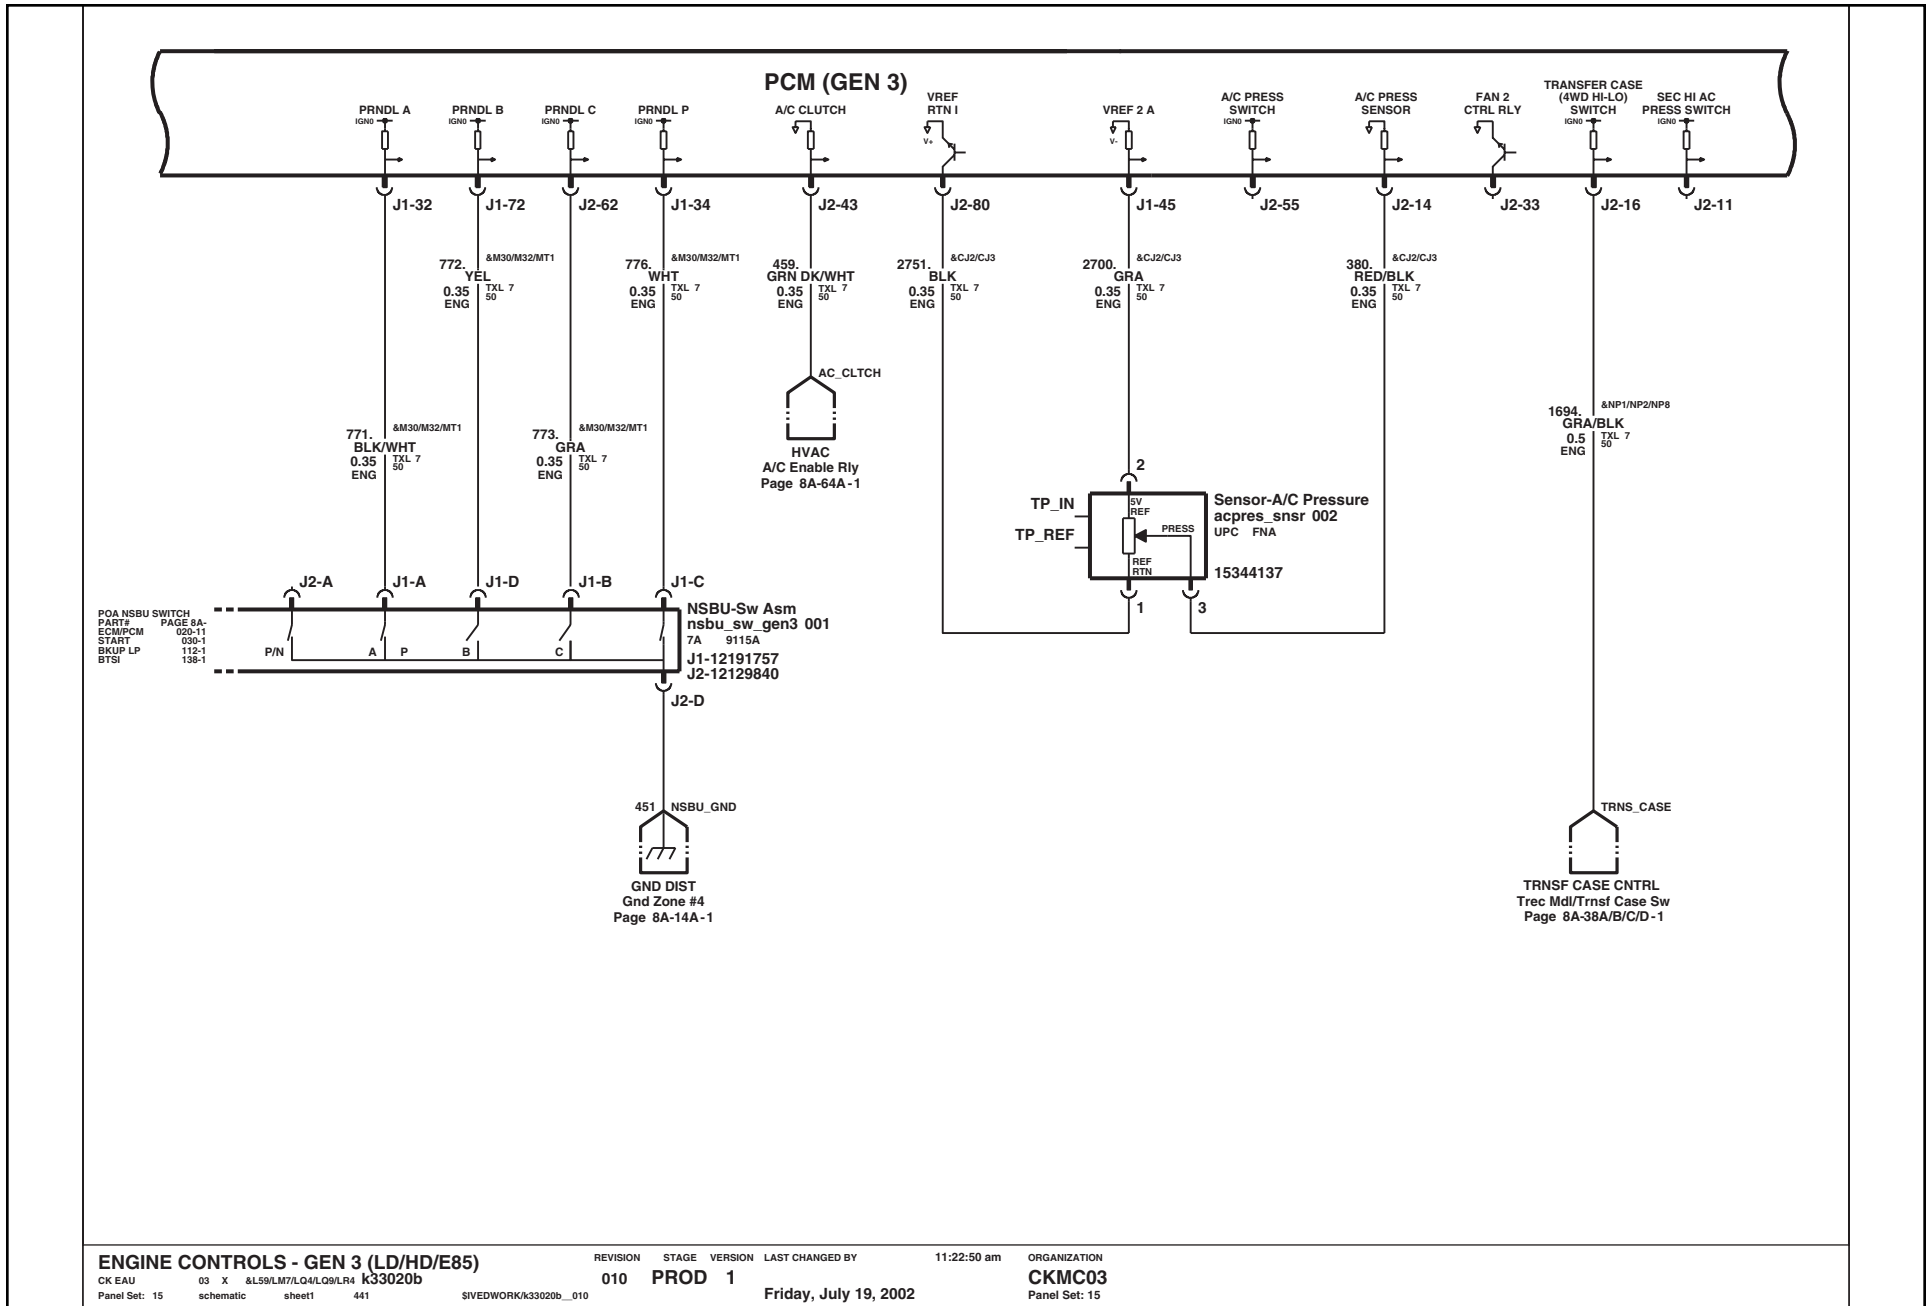 PCM (GEN 3)
PRNDL A
IGN0
PRNDL B
IGN0
PRNDL C
IGN0
PRNDL P
IGN0
A/C CLUTCH
VREF
RTN I
V+
VREF 2 A
V-
A/C PRESS
SWITCH
IGN0
A/C PRESS
SENSOR
FAN 2
CTRL RLY
TRANSFER CASE
(4WD HI-LO)
SWITCH
IGN0
SEC HI AC
PRESS SWITCH
IGN0
J1-32
J1-72
J2-62
J1-34
J2-43
J2-80
J1-45
J2-55
J2-14
J2-33
J2-16
J2-11
772. &M30/M32/MT1
YEL
0.35 TXL 7
ENG 50
776. &M30/M32/MT1
WHT
0.35 TXL 7
ENG 50
459.
GRN DK/WHT
0.35 TXL 7
ENG 50
2751. &CJ2/CJ3
BLK
0.35 TXL 7
ENG 50
2700. &CJ2/CJ3
GRA
0.35 TXL 7
ENG 50
380. &CJ2/CJ3
RED/BLK
0.35 TXL 7
ENG 50
AC_CLTCH
HVAC
A/C Enable Rly
Page 8A-64A-1
771. &M30/M32/MT1
BLK/WHT
0.35 TXL 7
ENG 50
773. &M30/M32/MT1
GRA
0.35 TXL 7
ENG 50
1694. &NP1/NP2/NP8
GRA/BLK
0.5 TXL 7
ENG 50
2
TP_IN
TP_REF
5V
REF
PRESS
REF
RTN
Sensor-A/C Pressure
acpres_snsr 002
UPC FNA
15344137
1
3
J2-A
J1-A
J1-D
J1-B
J1-C
POA NSBU SWITCH
PART# PAGE 8A-
ECM/PCM 020-11
START 030-1
BKUP LP 112-1
BTSI 138-1
P/N
A
P
B
C
NSBU-Sw Asm
nsbu_sw_gen3 001
7A 9115A
J1-12191757
J2-12129840
J2-D
451 NSBU_GND
GND DIST
Gnd Zone #4
Page 8A-14A-1
TRNS_CASE
TRNSF CASE CNTRL
Trec Mdl/Trnsf Case Sw
Page 8A-38A/B/C/D-1
ENGINE CONTROLS - GEN 3 (LD/HD/E85)
CK EAU 03 X &L59/LM7/LQ4/LQ9/LR4 k33020b
Panel Set: 15 schematic sheet1 441 $IVEDWORK/k33020b__010
REVISION STAGE VERSION LAST CHANGED BY 11:22:50 am
010 PROD 1
Friday, July 19, 2002
ORGANIZATION
CKMC03
Panel Set: 15